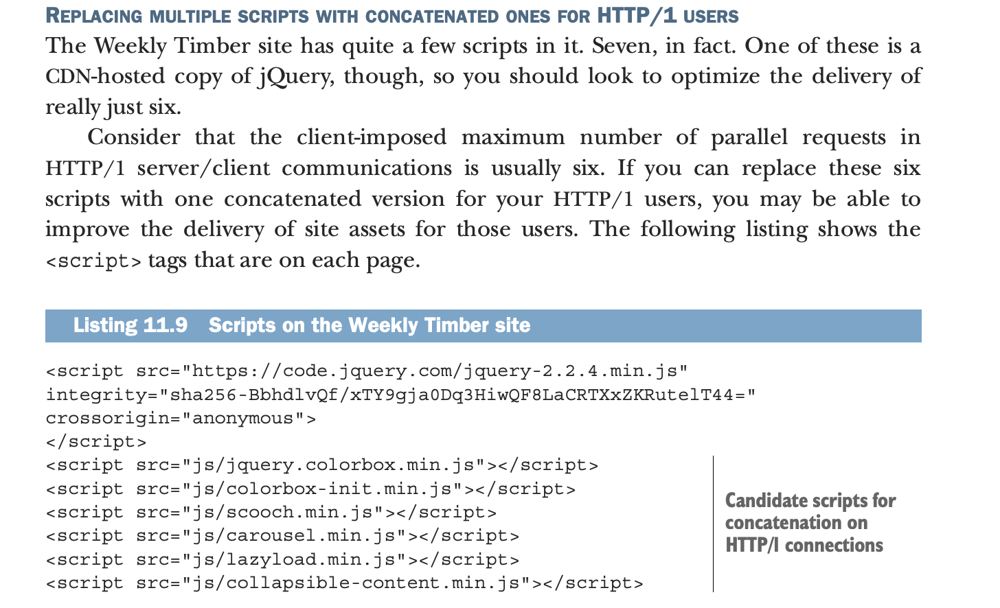 REPLACING MULTIPLE SCRIPTS WITH CONCATENATED ONES FOR HTTP/1 USERS
The Weekly Timber site has quite a few scripts in it. Seven, in fact. One of these is a
CDN-hosted copy of jQuery, though, so you should look to optimize the delivery of
really just six.
Consider that the client-imposed maximum number of parallel requests in
HTTP/1 server/client communications is usually six. If you can replace these six
scripts with one concatenated version for your HTTP/1 users, you may be able to
improve the delivery of site assets for those users. The following listing shows the
<script> tags that are on each page.
Listing 11.9 Scripts on the Weekly Timber site
<script src="https://code.jquery.com/jquery-2.2.4.min.js"
integrity="sha256-BbhdlvQf/xTY9gja0Dq3HiwQF8LaCRTXxZKRutelT44="
crossorigin="anonymous">
</script>
<script src="js/jquery.colorbox.min.js"></script>
<script src="js/colorbox-init.min.js"></script>
<script src="js/scooch.min.js"></script>
<script src="js/carousel.min.js"></script>
<script src="js/lazyload.min.js"></script>
<script src="js/collapsible-content.min.js"></script>
Candidate scripts for
concatenation on
HTTP/1 connections